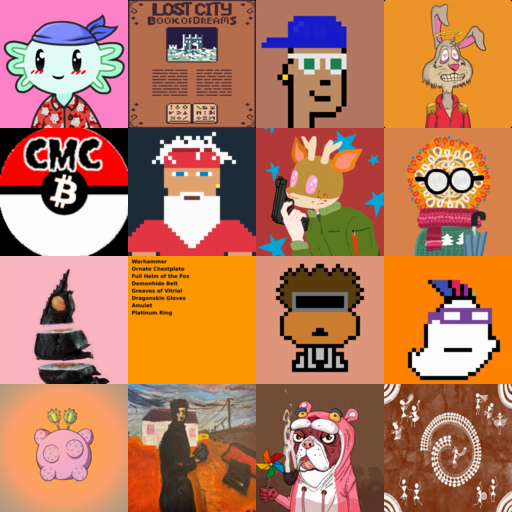 LOST CITY
BOOK OF DREAMS
CMC
₿
Warhammer
Ornate Chestplate
Full Helm of the Fox
Demonhide Belt
Greaves of Vitriol
Dragonskin Gloves
Amulet
Platinum Ring